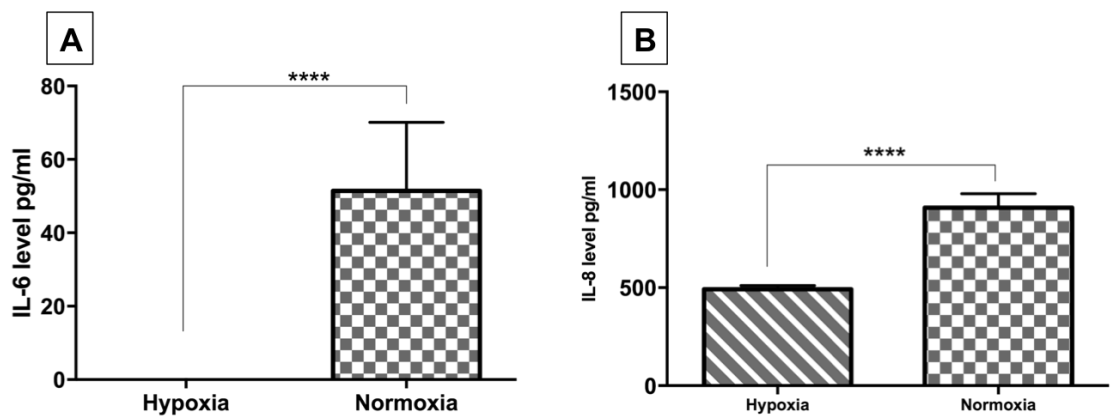 A
****
80
60
40
20
0
IL-6 level pg/ml
Hypoxia
Normoxia
B
1500
****
1000
500
0
IL-8 level pg/ml
Hypoxia
Normoxia